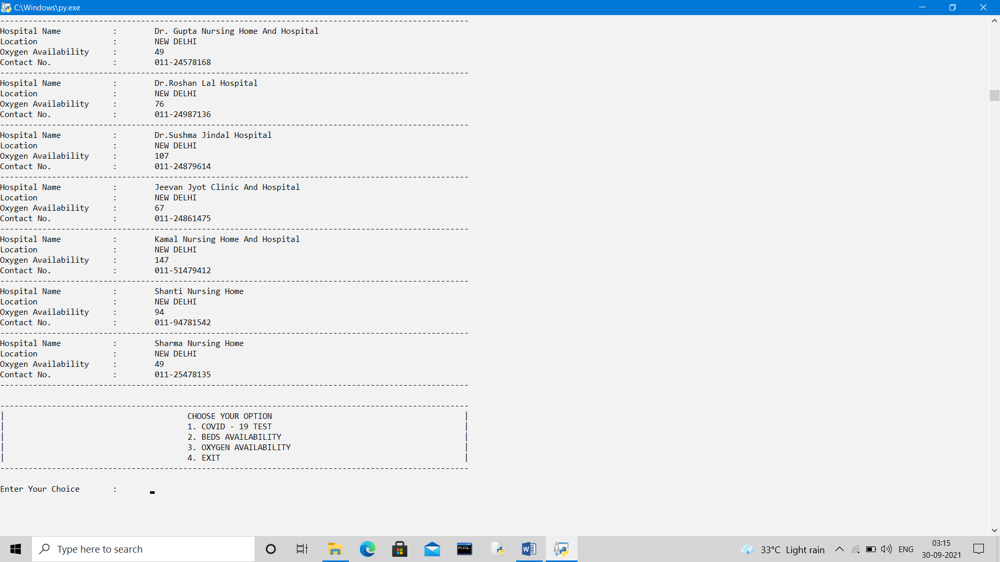 C:\Windows\py.exe
----------------------------------------------------------------------------------------------------
Hospital Name : Dr. Gupta Nursing Home And Hospital
Location : NEW DELHI
Oxygen Availability : 49
Contact No. : 011-24578168
----------------------------------------------------------------------------------------------------
Hospital Name : Dr.Roshan Lal Hospital
Location : NEW DELHI
Oxygen Availability : 76
Contact No. : 011-24987136
----------------------------------------------------------------------------------------------------
Hospital Name : Dr.Sushma Jindal Hospital
Location : NEW DELHI
Oxygen Availability : 107
Contact No. : 011-24879614
----------------------------------------------------------------------------------------------------
Hospital Name : Jeevan Jyot Clinic And Hospital
Location : NEW DELHI
Oxygen Availability : 67
Contact No. : 011-24861475
----------------------------------------------------------------------------------------------------
Hospital Name : Kamal Nursing Home And Hospital
Location : NEW DELHI
Oxygen Availability : 147
Contact No. : 011-51479412
----------------------------------------------------------------------------------------------------
Hospital Name : Shanti Nursing Home
Location : NEW DELHI
Oxygen Availability : 94
Contact No. : 011-94781542
----------------------------------------------------------------------------------------------------
Hospital Name : Sharma Nursing Home
Location : NEW DELHI
Oxygen Availability : 49
Contact No. : 011-25478135
----------------------------------------------------------------------------------------------------
----------------------------------------------------------------------------------------------------
| CHOOSE YOUR OPTION |
| 1. COVID - 19 TEST |
| 2. BEDS AVAILABILITY |
| 3. OXYGEN AVAILABILITY |
| 4. EXIT |
----------------------------------------------------------------------------------------------------
Enter Your Choice :
Type here to search
MySQL
W
33°C Light rain
ENG
03:15
30-09-2021